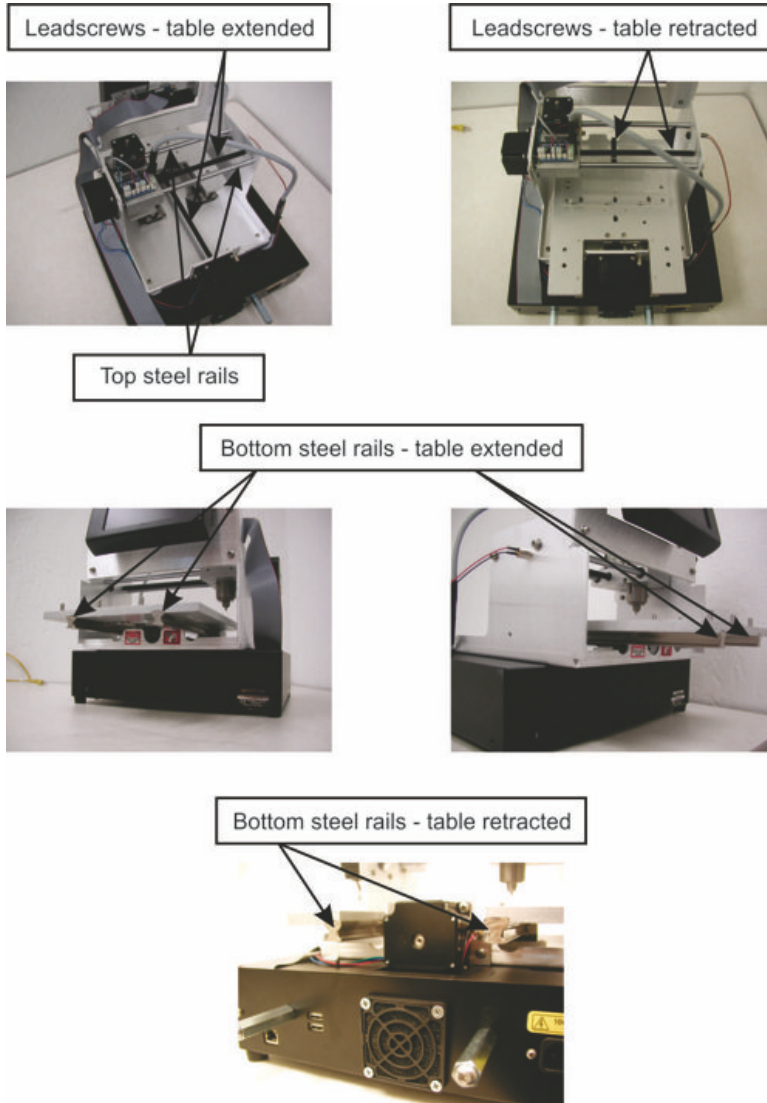 Leadscrews - table extended
Leadscrews - table retracted
Top steel rails
Bottom steel rails - table extended
Bottom steel rails - table retracted